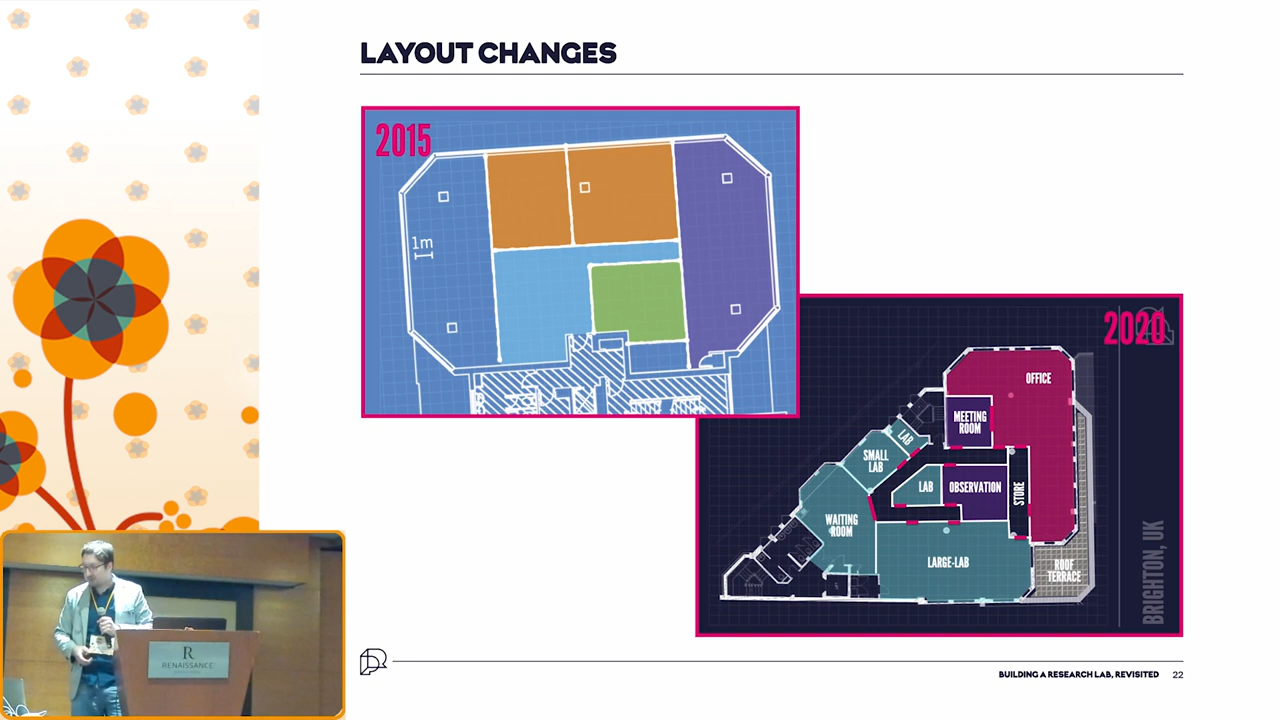 LAYOUT CHANGES
2015
1m
2020
OFFICE
MEETING
ROOM
LAB
SMALL
LAB
LAB
OBSERVATION
STORE
WAITING
ROOM
LARGE-LAB
ROOF
TERRACE
BRIGHTON, UK
R
RENAISSANCE
BUILDING A RESEARCH LAB, REVISITED 22